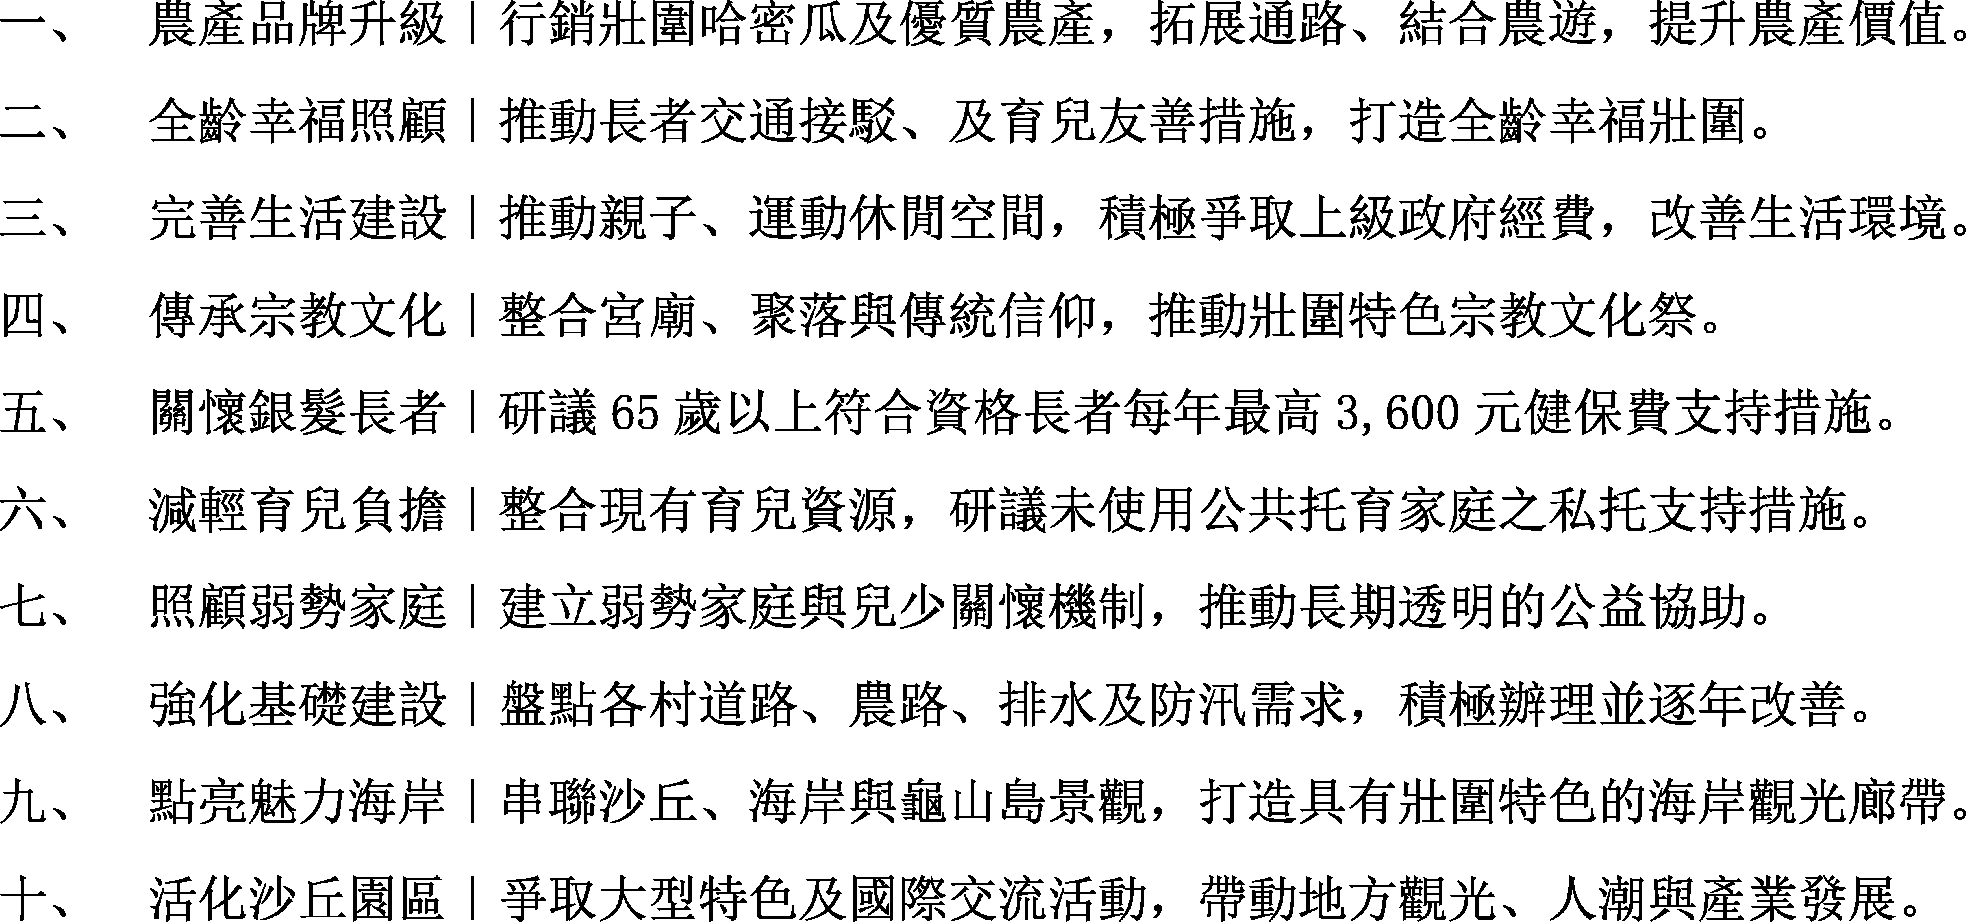 一、　農產品牌升級｜行銷壯圍哈密瓜及優質農產，拓展通路、結合農遊，提升農產價值。
二、　全齡幸福照顧｜推動長者交通接駁、及育兒友善措施，打造全齡幸福壯圍。
三、　完善生活建設｜推動親子、運動休閒空間，積極爭取上級政府經費，改善生活環境。
四、　傳承宗教文化｜整合宮廟、聚落與傳統信仰，推動壯圍特色宗教文化祭。
五、　關懷銀髮長者｜研議 65 歲以上符合資格長者每年最高 3,600 元健保費支持措施。
六、　減輕育兒負擔｜整合現有育兒資源，研議未使用公共托育家庭之私托支持措施。
七、　照顧弱勢家庭｜建立弱勢家庭與兒少關懷機制，推動長期透明的公益協助。
八、　強化基礎建設｜盤點各村道路、農路、排水及防汛需求，積極辦理並逐年改善。
九、　點亮魅力海岸｜串聯沙丘、海岸與龜山島景觀，打造具有壯圍特色的海岸觀光廊帶。
十、　活化沙丘園區｜爭取大型特色及國際交流活動，帶動地方觀光、人潮與產業發展。